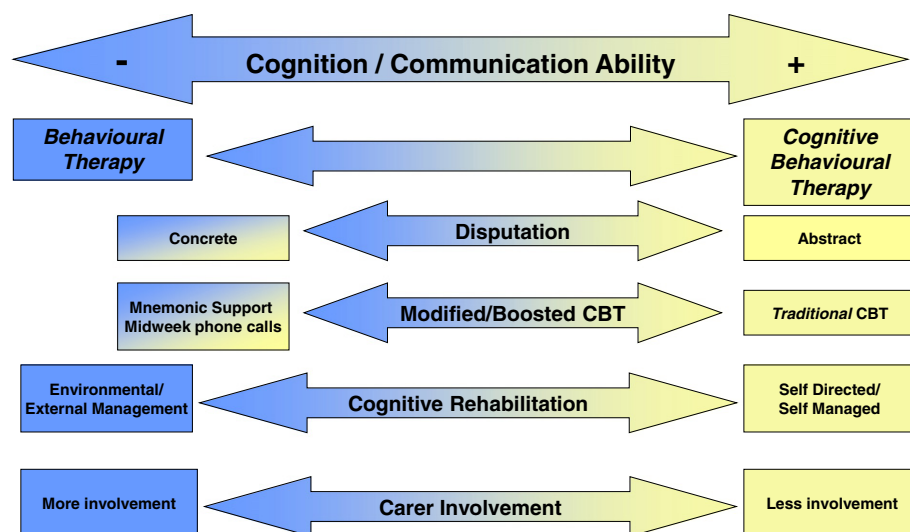 - Cognition / Communication Ability +
Behavioural
Therapy
Cognitive
Behavioural
Therapy
Concrete
Disputation
Abstract
Mnemonic Support
Midweek phone calls
Modified/Boosted CBT
Traditional CBT
Environmental/
External Management
Cognitive Rehabilitation
Self Directed/
Self Managed
More involvement
Carer Involvement
Less involvement